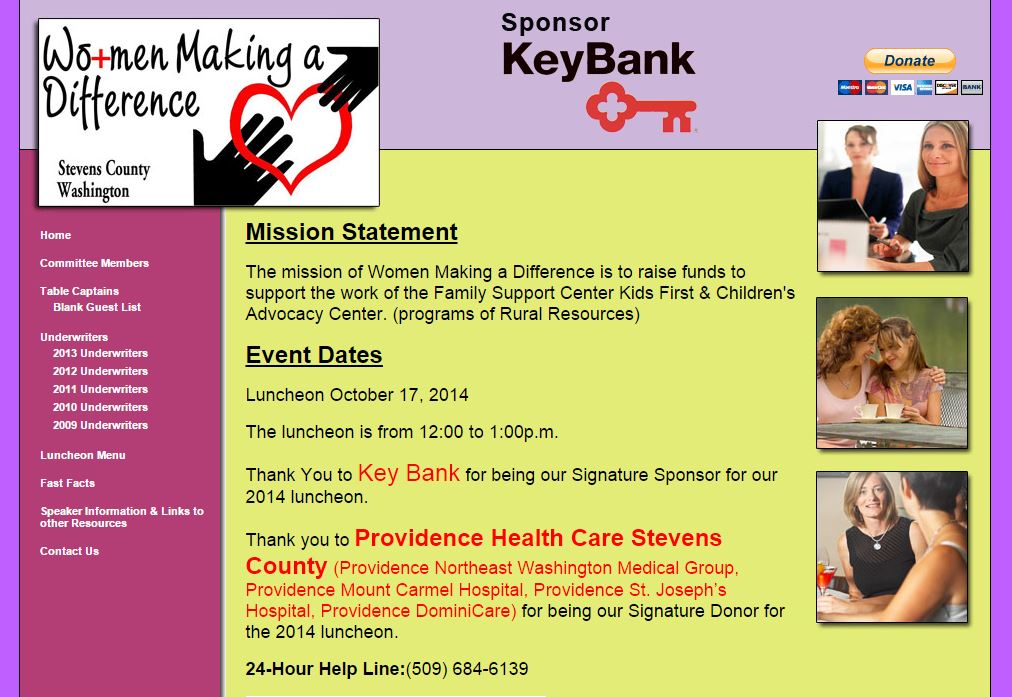 Wo+men Making a
Difference
Stevens County
Washington
Sponsor
KeyBank
Donate
Maestro MasterCard VISA BANK
Home
Committee Members
Table Captains
Blank Guest List
Underwriters
2013 Underwriters
2012 Underwriters
2011 Underwriters
2010 Underwriters
2009 Underwriters
Luncheon Menu
Fast Facts
Speaker Information & Links to
other Resources
Contact Us
Mission Statement
The mission of Women Making a Difference is to raise funds to
support the work of the Family Support Center Kids First & Children's
Advocacy Center. (programs of Rural Resources)
Event Dates
Luncheon October 17, 2014
The luncheon is from 12:00 to 1:00p.m.
Thank You to Key Bank for being our Signature Sponsor for our
2014 luncheon.
Thank you to Providence Health Care Stevens
County (Providence Northeast Washington Medical Group,
Providence Mount Carmel Hospital, Providence St. Joseph’s
Hospital, Providence DominiCare) for being our Signature Donor for
the 2014 luncheon.
24-Hour Help Line:(509) 684-6139